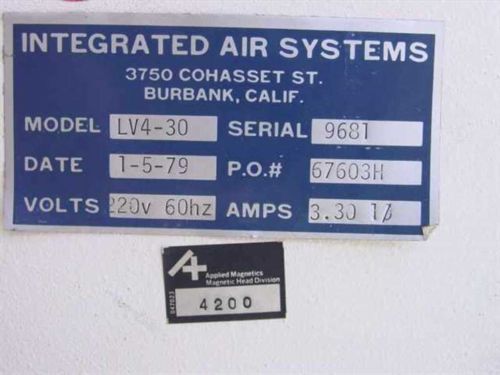 INTEGRATED AIR SYSTEMS
3750 COHASSET ST.
BURBANK, CALIF.
MODEL LV4-30 SERIAL 9681
DATE 1-5-79 P.O.# 67603H
VOLTS 220v 60hz AMPS 3.30 1ø
Applied Magnetics
Magnetic Head Division
4200